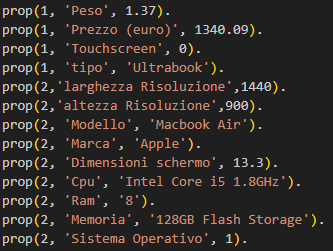 prop(1, 'Peso', 1.37).
prop(1, 'Prezzo (euro)', 1340.09).
prop(1, 'Touchscreen', 0).
prop(1, 'tipo', 'Ultrabook').
prop(2,'larghezza Risoluzione',1440).
prop(2,'altezza Risoluzione',900).
prop(2, 'Modello', 'Macbook Air').
prop(2, 'Marca', 'Apple').
prop(2, 'Dimensioni schermo', 13.3).
prop(2, 'Cpu', 'Intel Core i5 1.8GHz').
prop(2, 'Ram', '8').
prop(2, 'Memoria', '128GB Flash Storage').
prop(2, 'Sistema Operativo', 1).